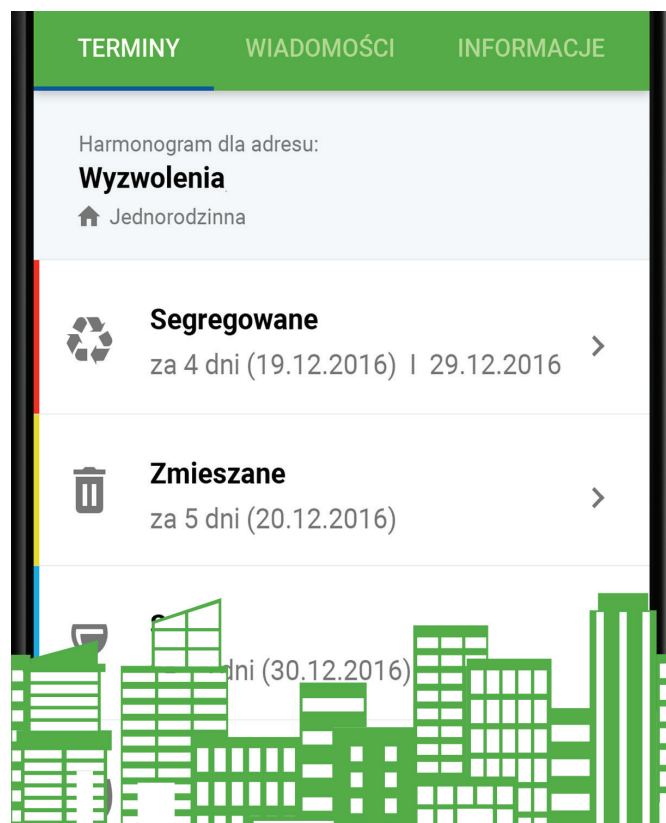 TERMINY WIADOMOŚCI INFORMACJE
Harmonogram dla adresu:
Wyzwolenia
Jednorodzinna
Segregowane
za 4 dni (19.12.2016) I 29.12.2016
Zmieszane
za 5 dni (20.12.2016)
dni (30.12.2016)